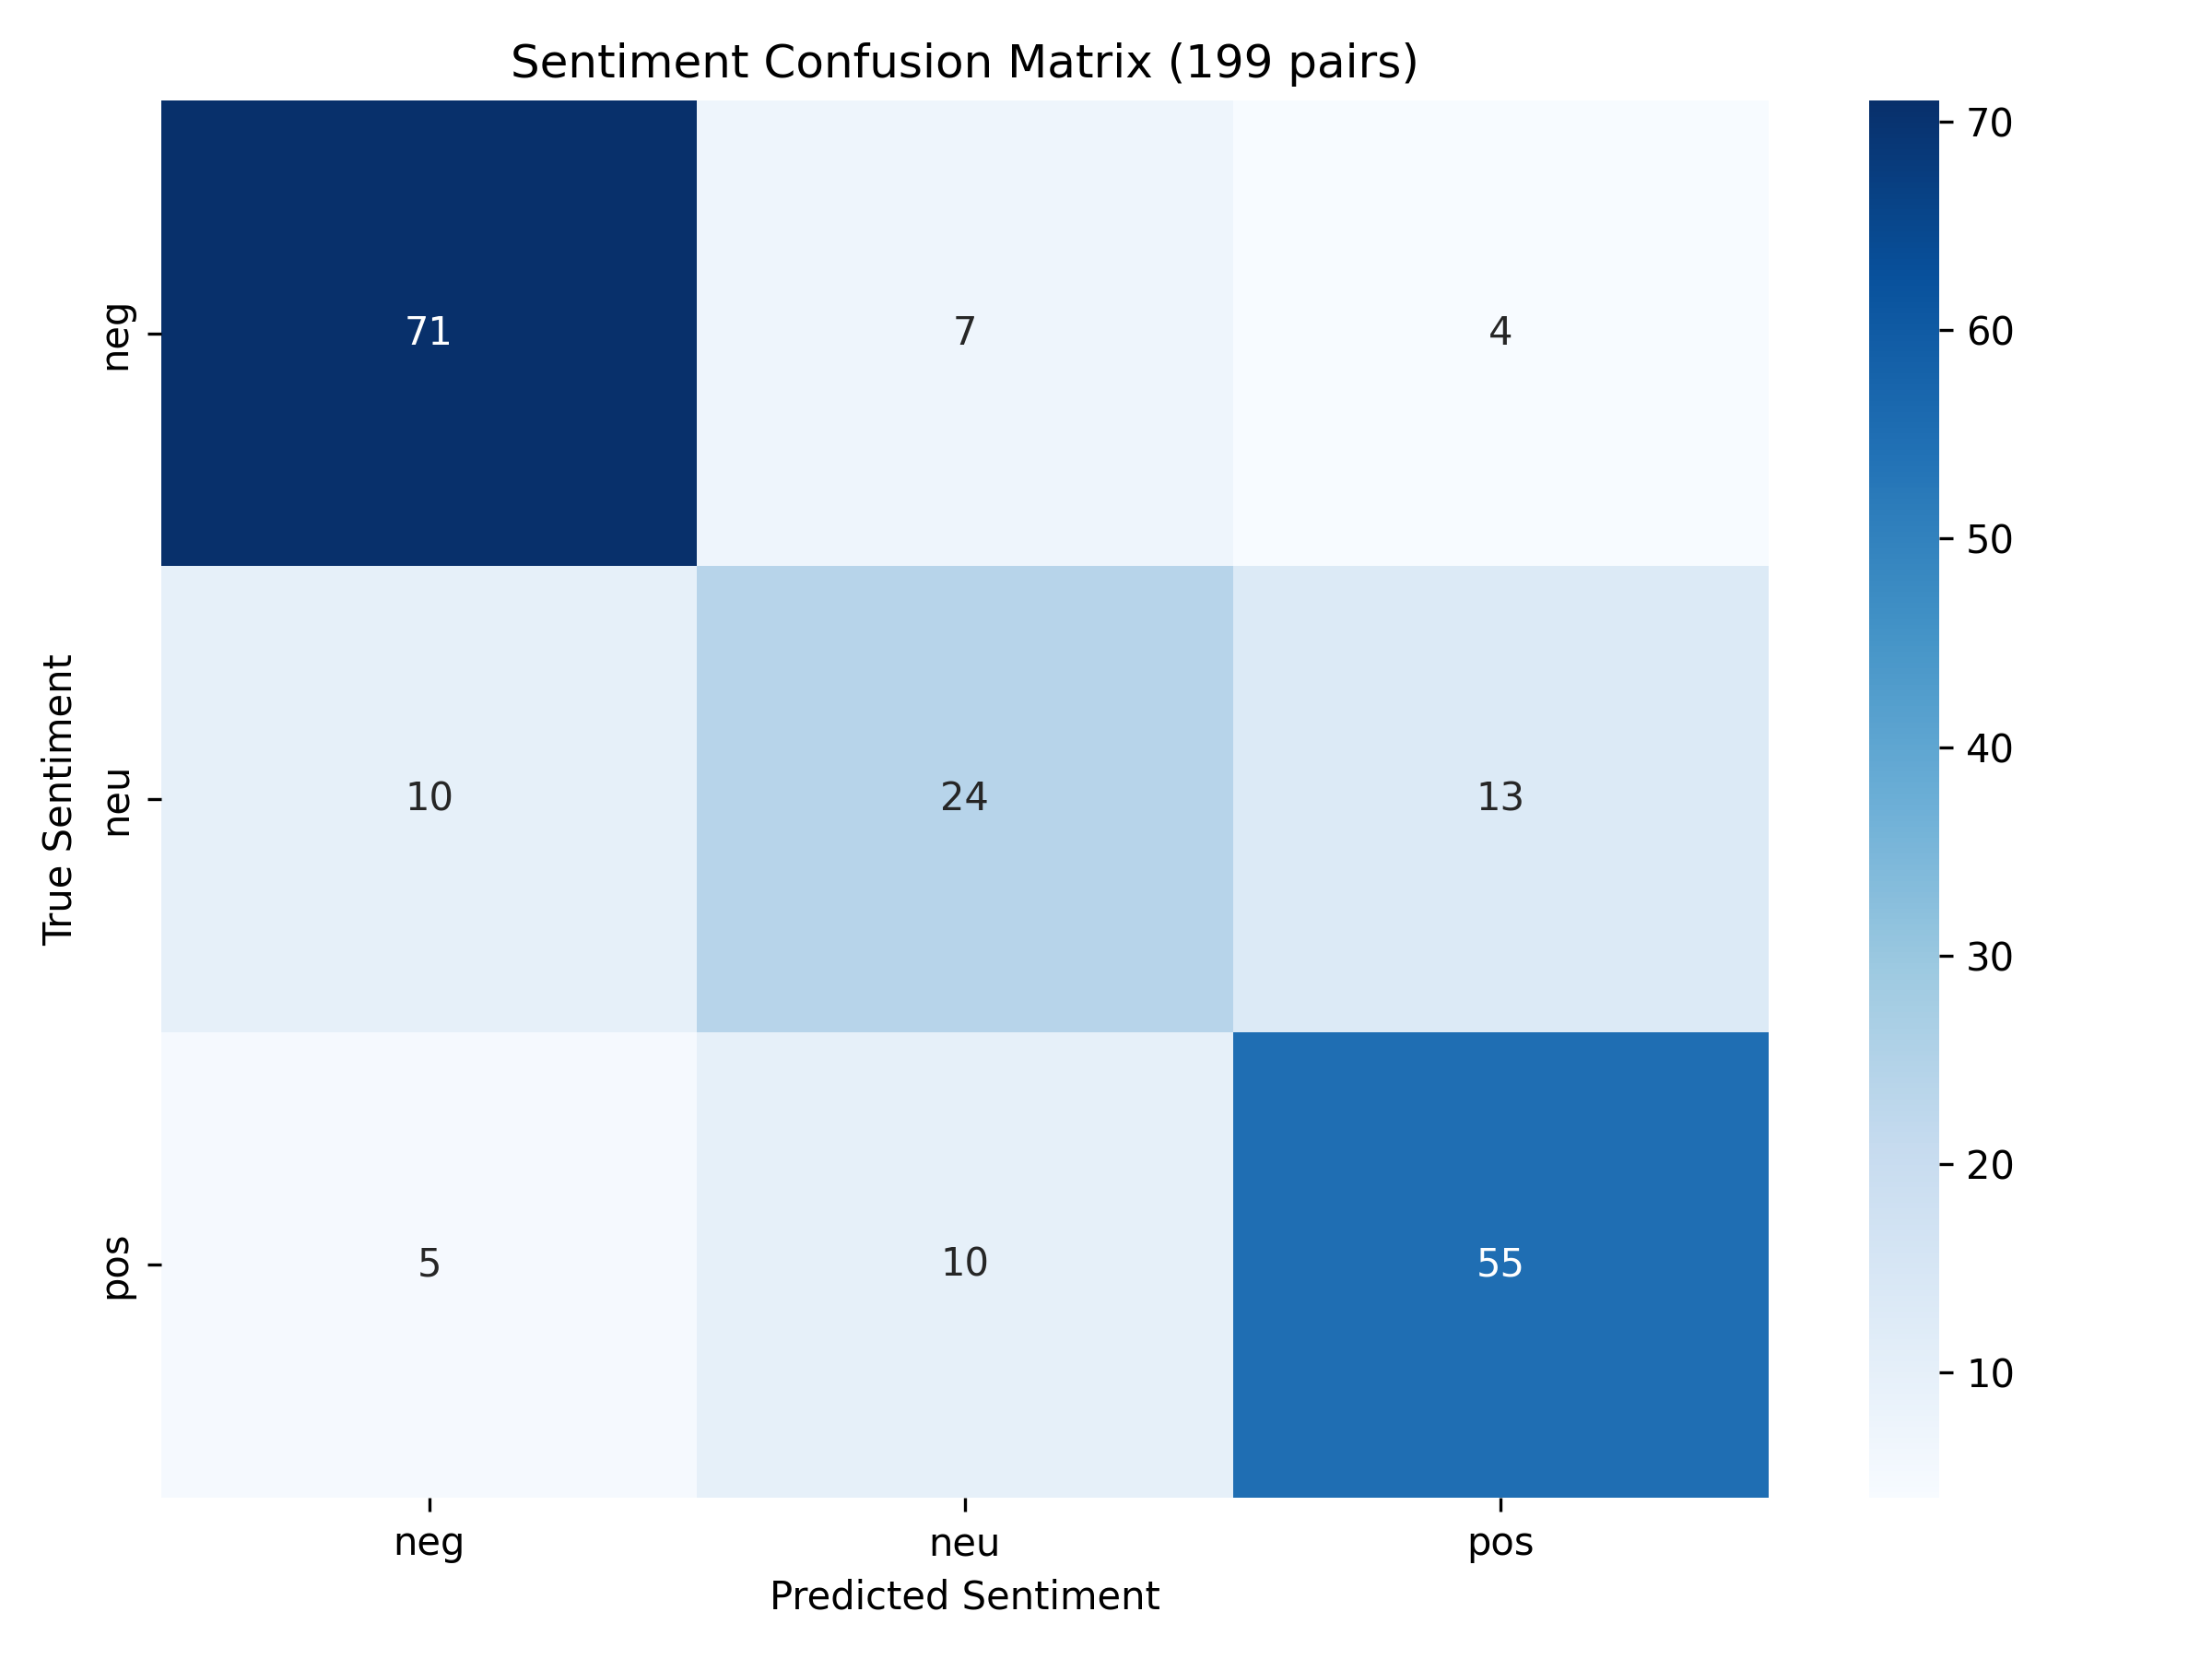 Sentiment Confusion Matrix (199 pairs)
True Sentiment
neg
71 7 4
neu
10 24 13
pos
5 10 55
neg neu pos
Predicted Sentiment
70
60
50
40
30
20
10